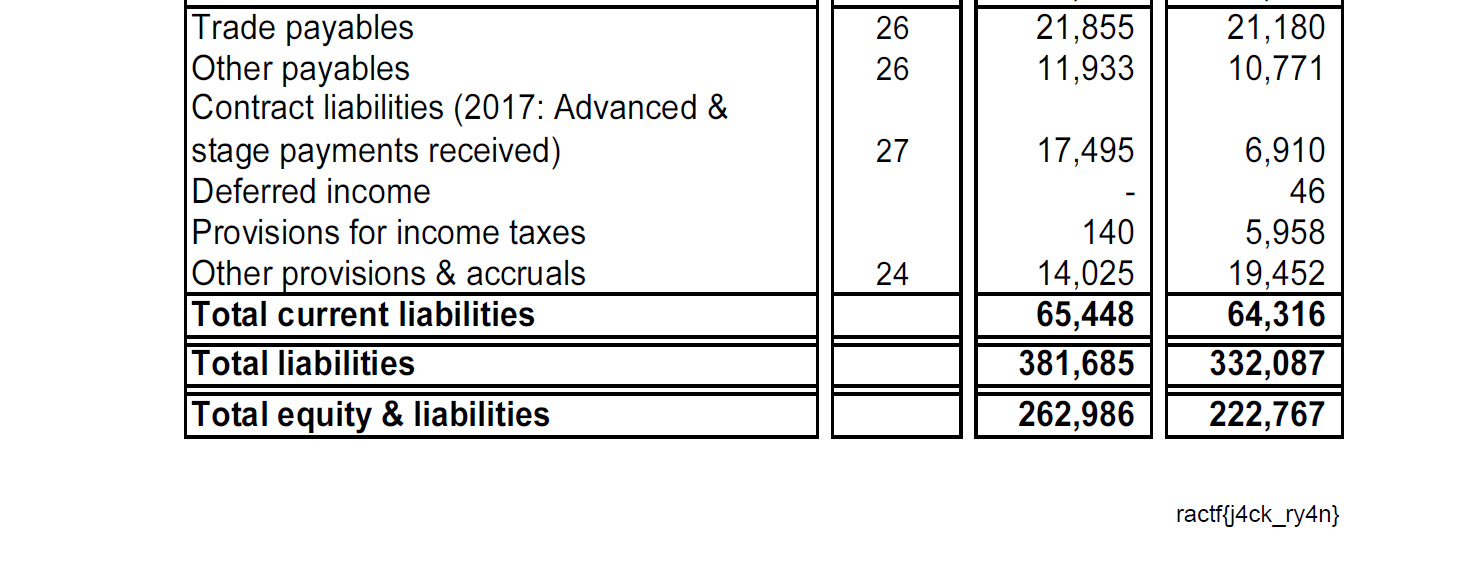 Trade payables 26 21,855 21,180
Other payables 26 11,933 10,771
Contract liabilities (2017: Advanced &
stage payments received) 27 17,495 6,910
Deferred income - 46
Provisions for income taxes 140 5,958
Other provisions & accruals 24 14,025 19,452
Total current liabilities 65,448 64,316
Total liabilities 381,685 332,087
Total equity & liabilities 262,986 222,767
ractf{j4ck_ry4n}